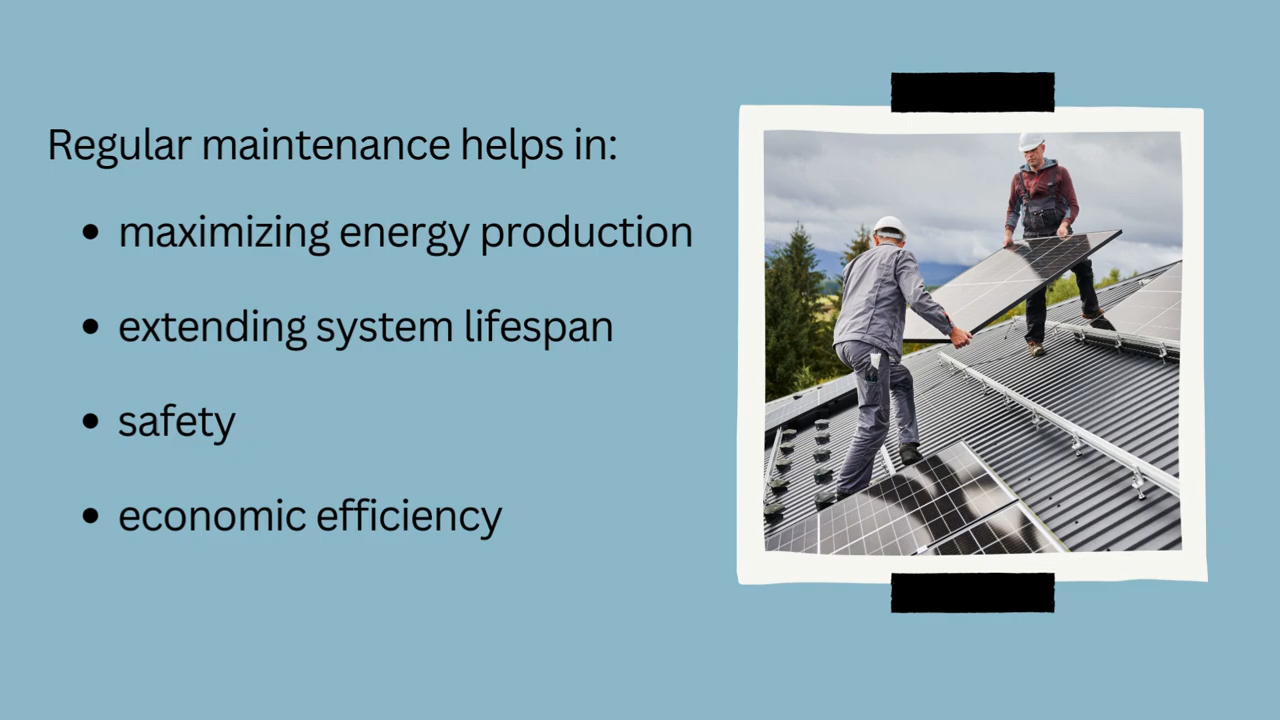 Regular maintenance helps in:
• maximizing energy production
• extending system lifespan
• safety
• economic efficiency